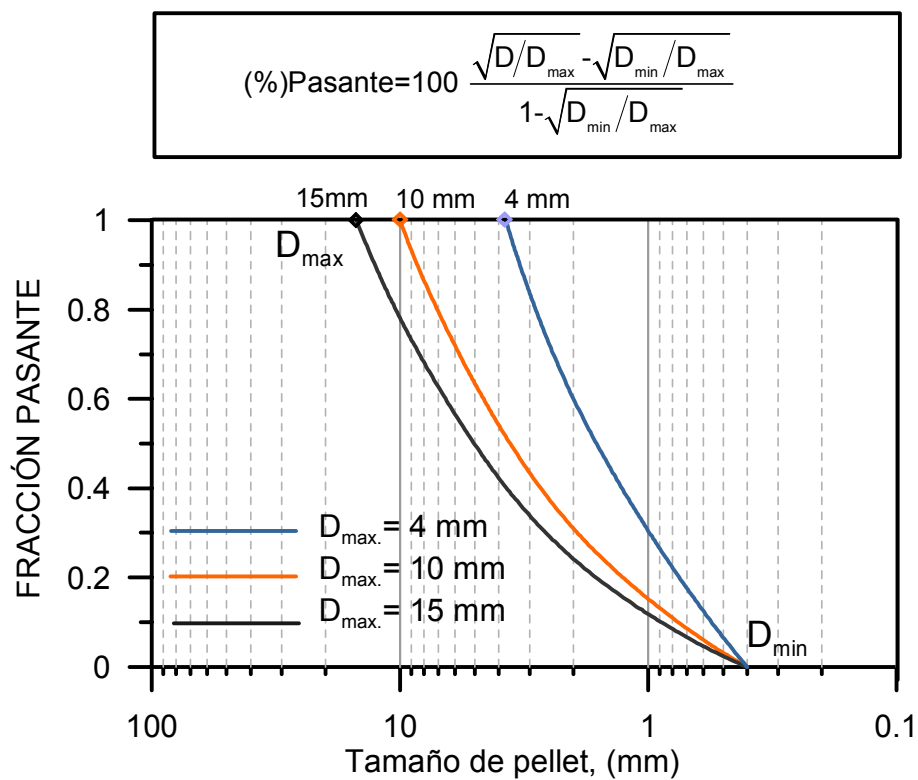 (%)Pasante=100 √D/Dmax - √Dmin/Dmax
1-√Dmin/Dmax
15mm 10 mm 4 mm
Dmax
1
0.8
0.6
0.4
0.2
0
FRACCIÓN PASANTE
Dmax.= 4 mm
Dmax.= 10 mm
Dmax.= 15 mm
Dmin
100 10 1 0.1
Tamaño de pellet, (mm)